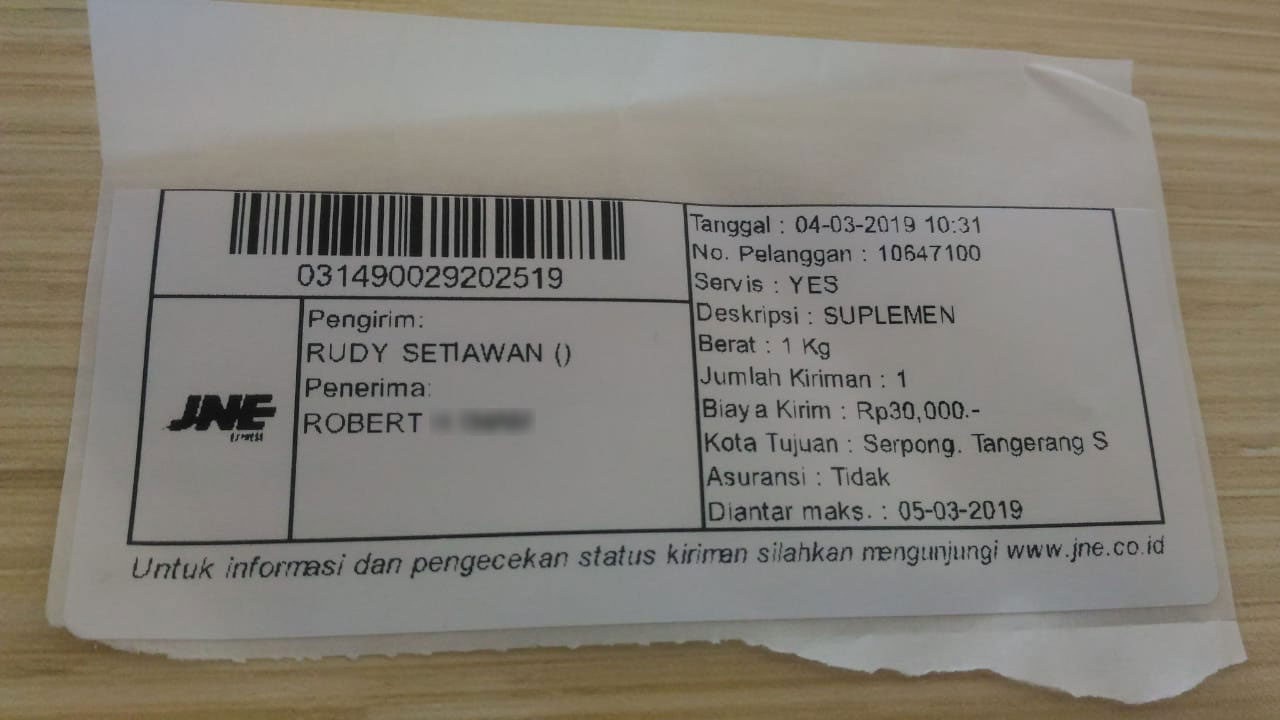 031490029202519
JNE
EXPRESS
Pengirim:
RUDY SETIAWAN ()
Penerima:
ROBERT
Tanggal : 04-03-2019 10:31
No. Pelanggan : 10647100
Servis : YES
Deskripsi : SUPLEMEN
Berat : 1 Kg
Jumlah Kiriman : 1
Biaya Kirim : Rp30,000.-
Kota Tujuan : Serpong. Tangerang S
Asuransi : Tidak
Diantar maks. : 05-03-2019
Untuk informasi dan pengecekan status kiriman silahkan mengunjungi www.jne.co.id